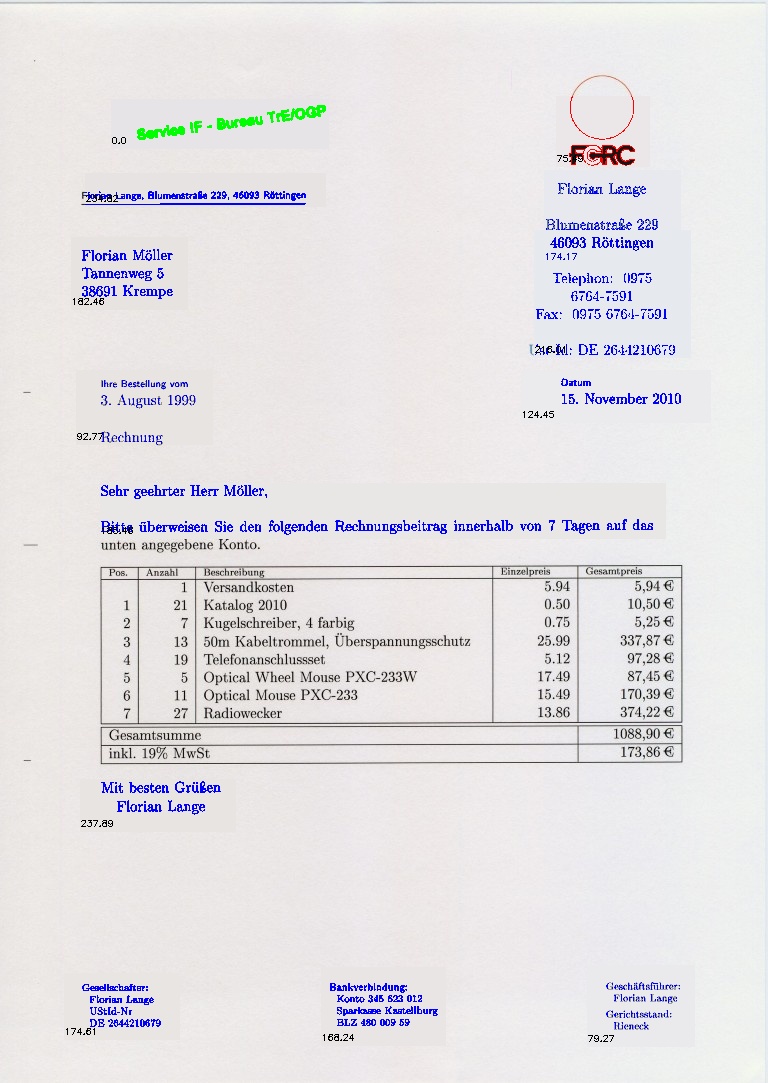 Service IF - Bureau TrE/OGP
0.0
FCRC
Florian Lange, Blumenstraße 229, 46093 Röttingen
Florian Lange
Blumenstraße 229
46093 Röttingen
174.17
Telephon: 0975
6764-7591
Fax: 0975 6764-7591
DE 2644210679
Florian Möller
Tannenweg 5
38691 Krempe
182.46
Ihre Bestellung vom
3. August 1999
Datum
15. November 2010
124.45
92.77
Rechnung
Sehr geehrter Herr Möller,
Bitte überweisen Sie den folgenden Rechnungsbeitrag innerhalb von 7 Tagen auf das
unten angegebene Konto.
Pos. Anzahl Beschreibung Einzelpreis Gesamtpreis
1 Versandkosten 5.94 5,94 €
1 21 Katalog 2010 0.50 10,50 €
2 7 Kugelschreiber, 4 farbig 0.75 5,25 €
3 13 50m Kabeltrommel, Überspannungsschutz 25.99 337,87 €
4 19 Telefonanschlussset 5.12 97,28 €
5 5 Optical Wheel Mouse PXC-233W 17.49 87,45 €
6 11 Optical Mouse PXC-233 15.49 170,39 €
7 27 Radiowecker 13.86 374,22 €
Gesamtsumme 1088,90 €
inkl. 19% MwSt 173,86 €
Mit besten Grüßen
Florian Lange
237.89
Gesellschafter:
Florian Lange
UStId-Nr
DE 2644210679
174.61
Bankverbindung:
Konto 345 623 012
Sparkasse Kastellburg
BLZ 480 009 59
168.24
Geschäftsführer:
Florian Lange
Gerichtsstand:
Rieneck
79.27